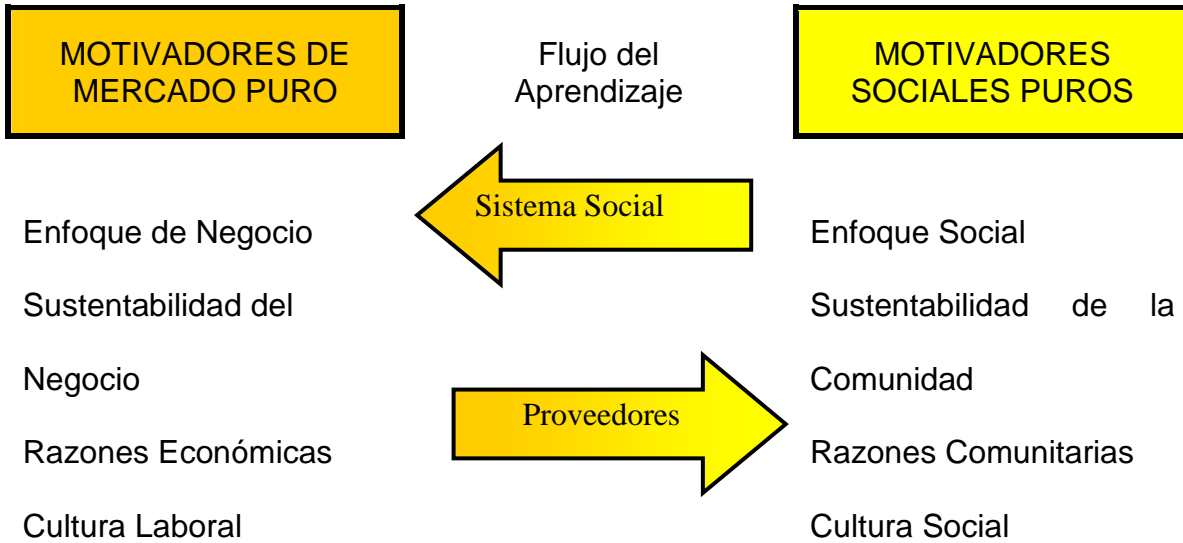 MOTIVADORES DE
MERCADO PURO
Flujo del
Aprendizaje
MOTIVADORES
SOCIALES PUROS
Sistema Social
Enfoque de Negocio
Sustentabilidad del
Negocio
Razones Económicas
Cultura Laboral
Proveedores
Enfoque Social
Sustentabilidad de la
Comunidad
Razones Comunitarias
Cultura Social